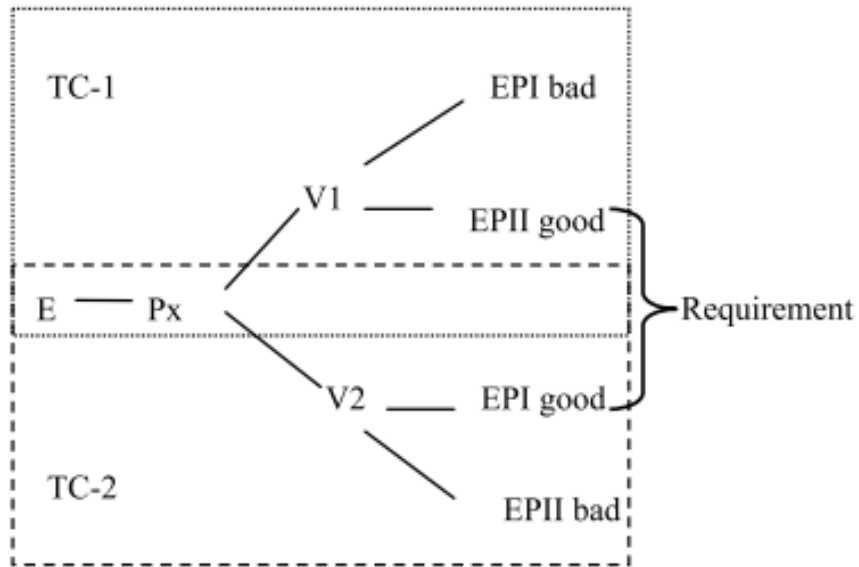 TC-1
EPI bad
V1
EPII good
E
Px
Requirement
V2
EPI good
TC-2
EPII bad